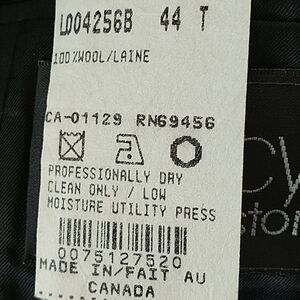 LD04256B 44 T
100%WOOL/LAINE
CA-01129 RN69456
PROFESSIONALLY DRY
CLEAN ONLY / LOW
MOISTURE UTILITY PRESS
0075127520
MADE IN/FAIT AU
CANADA